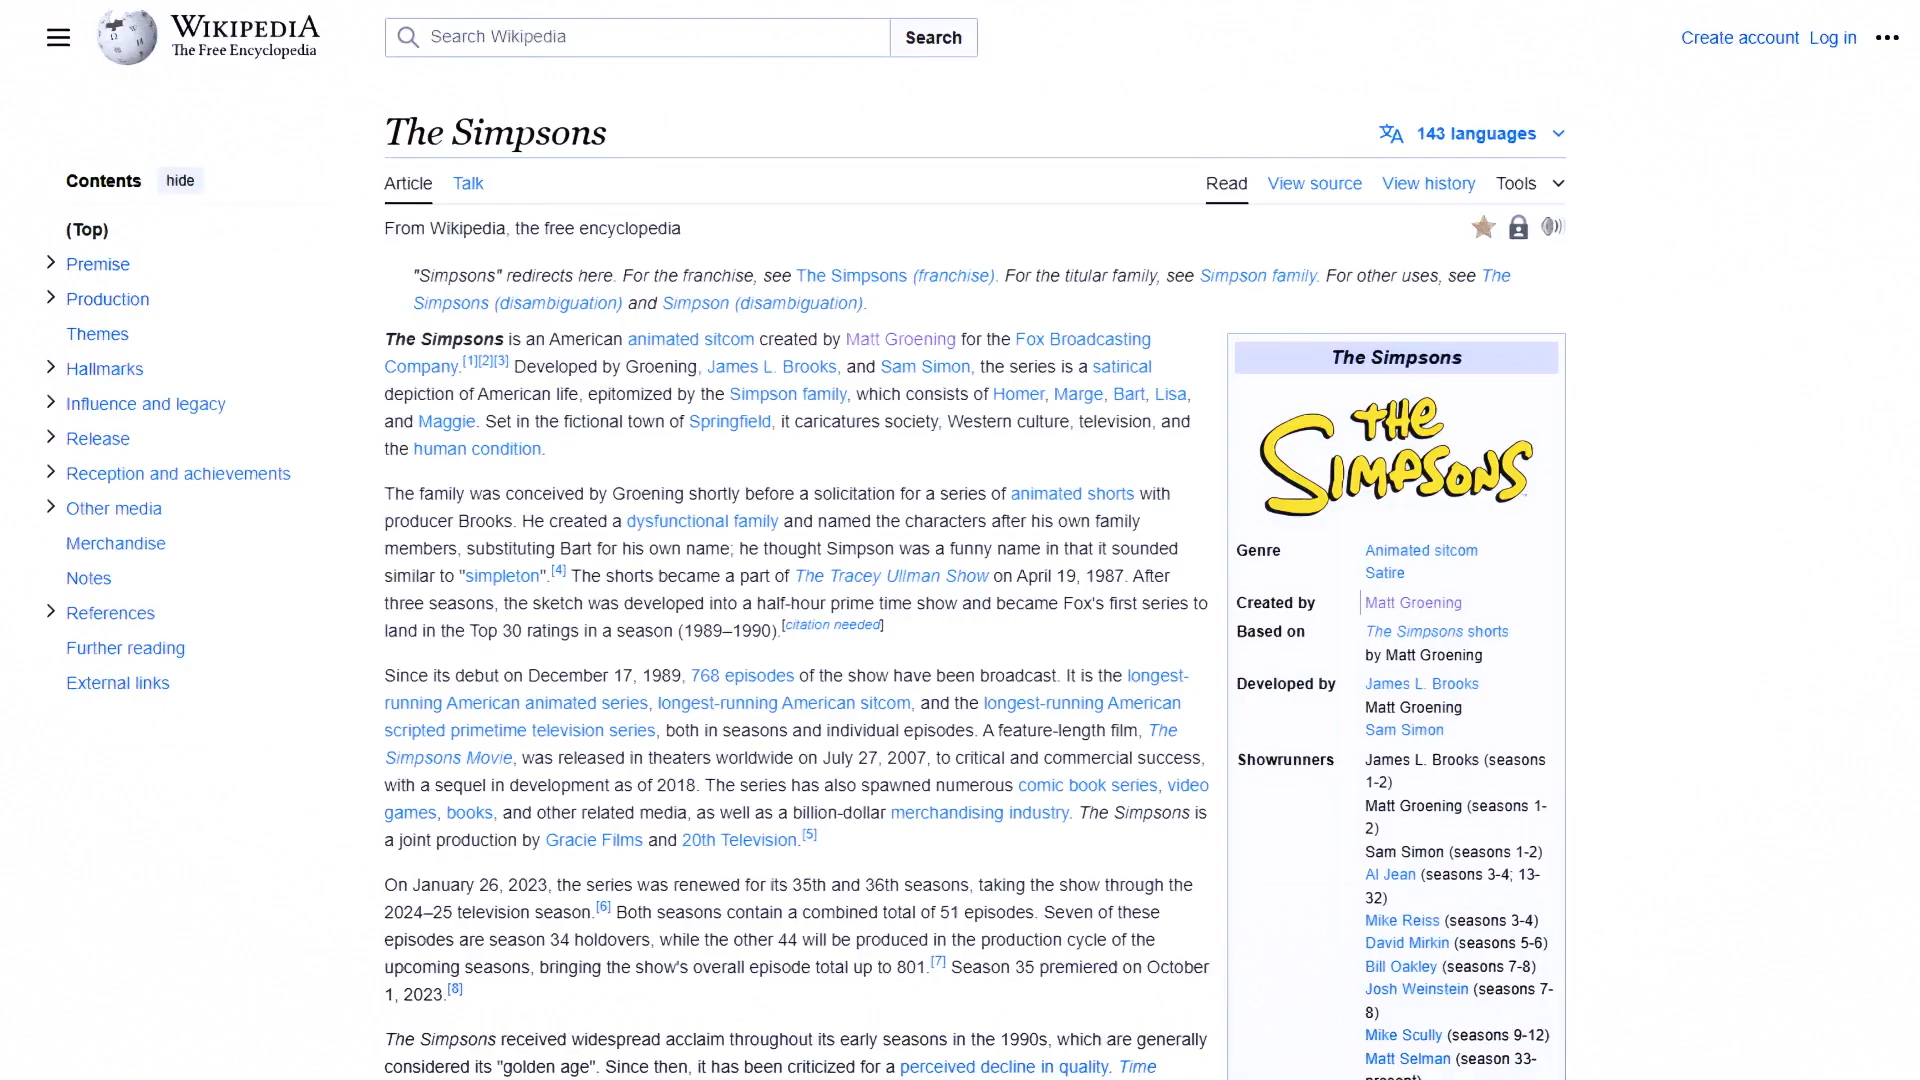 WIKIPEDIA
The Free Encyclopedia
Search Wikipedia
Search
Create account
Log in
The Simpsons
143 languages
Contents
hide
Article
Talk
Read
View source
View history
Tools
(Top)
Premise
Production
Themes
Hallmarks
Influence and legacy
Release
Reception and achievements
Other media
Merchandise
Notes
References
Further reading
External links
From Wikipedia, the free encyclopedia
"Simpsons" redirects here. For the franchise, see The Simpsons (franchise). For the titular family, see Simpson family. For other uses, see The
Simpsons (disambiguation) and Simpson (disambiguation).
The Simpsons is an American animated sitcom created by Matt Groening for the Fox Broadcasting
Company.[1][2][3] Developed by Groening, James L. Brooks, and Sam Simon, the series is a satirical
depiction of American life, epitomized by the Simpson family, which consists of Homer, Marge, Bart, Lisa,
and Maggie. Set in the fictional town of Springfield, it caricatures society, Western culture, television, and
the human condition.
The family was conceived by Groening shortly before a solicitation for a series of animated shorts with
producer Brooks. He created a dysfunctional family and named the characters after his own family
members, substituting Bart for his own name; he thought Simpson was a funny name in that it sounded
similar to "simpleton".[4] The shorts became a part of The Tracey Ullman Show on April 19, 1987. After
three seasons, the sketch was developed into a half-hour prime time show and became Fox's first series to
land in the Top 30 ratings in a season (1989–1990).[citation needed]
Since its debut on December 17, 1989, 768 episodes of the show have been broadcast. It is the longest-
running American animated series, longest-running American sitcom, and the longest-running American
scripted primetime television series, both in seasons and individual episodes. A feature-length film, The
Simpsons Movie, was released in theaters worldwide on July 27, 2007, to critical and commercial success,
with a sequel in development as of 2018. The series has also spawned numerous comic book series, video
games, books, and other related media, as well as a billion-dollar merchandising industry. The Simpsons is
a joint production by Gracie Films and 20th Television.[5]
On January 26, 2023, the series was renewed for its 35th and 36th seasons, taking the show through the
2024–25 television season.[6] Both seasons contain a combined total of 51 episodes. Seven of these
episodes are season 34 holdovers, while the other 44 will be produced in the production cycle of the
upcoming seasons, bringing the show's overall episode total up to 801.[7] Season 35 premiered on October
1, 2023.[8]
The Simpsons received widespread acclaim throughout its early seasons in the 1990s, which are generally
considered its "golden age". Since then, it has been criticized for a perceived decline in quality. Time
The Simpsons
THE
SIMPSONS
Genre
Animated sitcom
Satire
Created by
Matt Groening
Based on
The Simpsons shorts
by Matt Groening
Developed by
James L. Brooks
Matt Groening
Sam Simon
Showrunners
James L. Brooks (seasons
1-2)
Matt Groening (seasons 1-
2)
Sam Simon (seasons 1-2)
Al Jean (seasons 3-4; 13-
32)
Mike Reiss (seasons 3-4)
David Mirkin (seasons 5-6)
Bill Oakley (seasons 7-8)
Josh Weinstein (seasons 7-
8)
Mike Scully (seasons 9-12)
Matt Selman (season 33-
present)